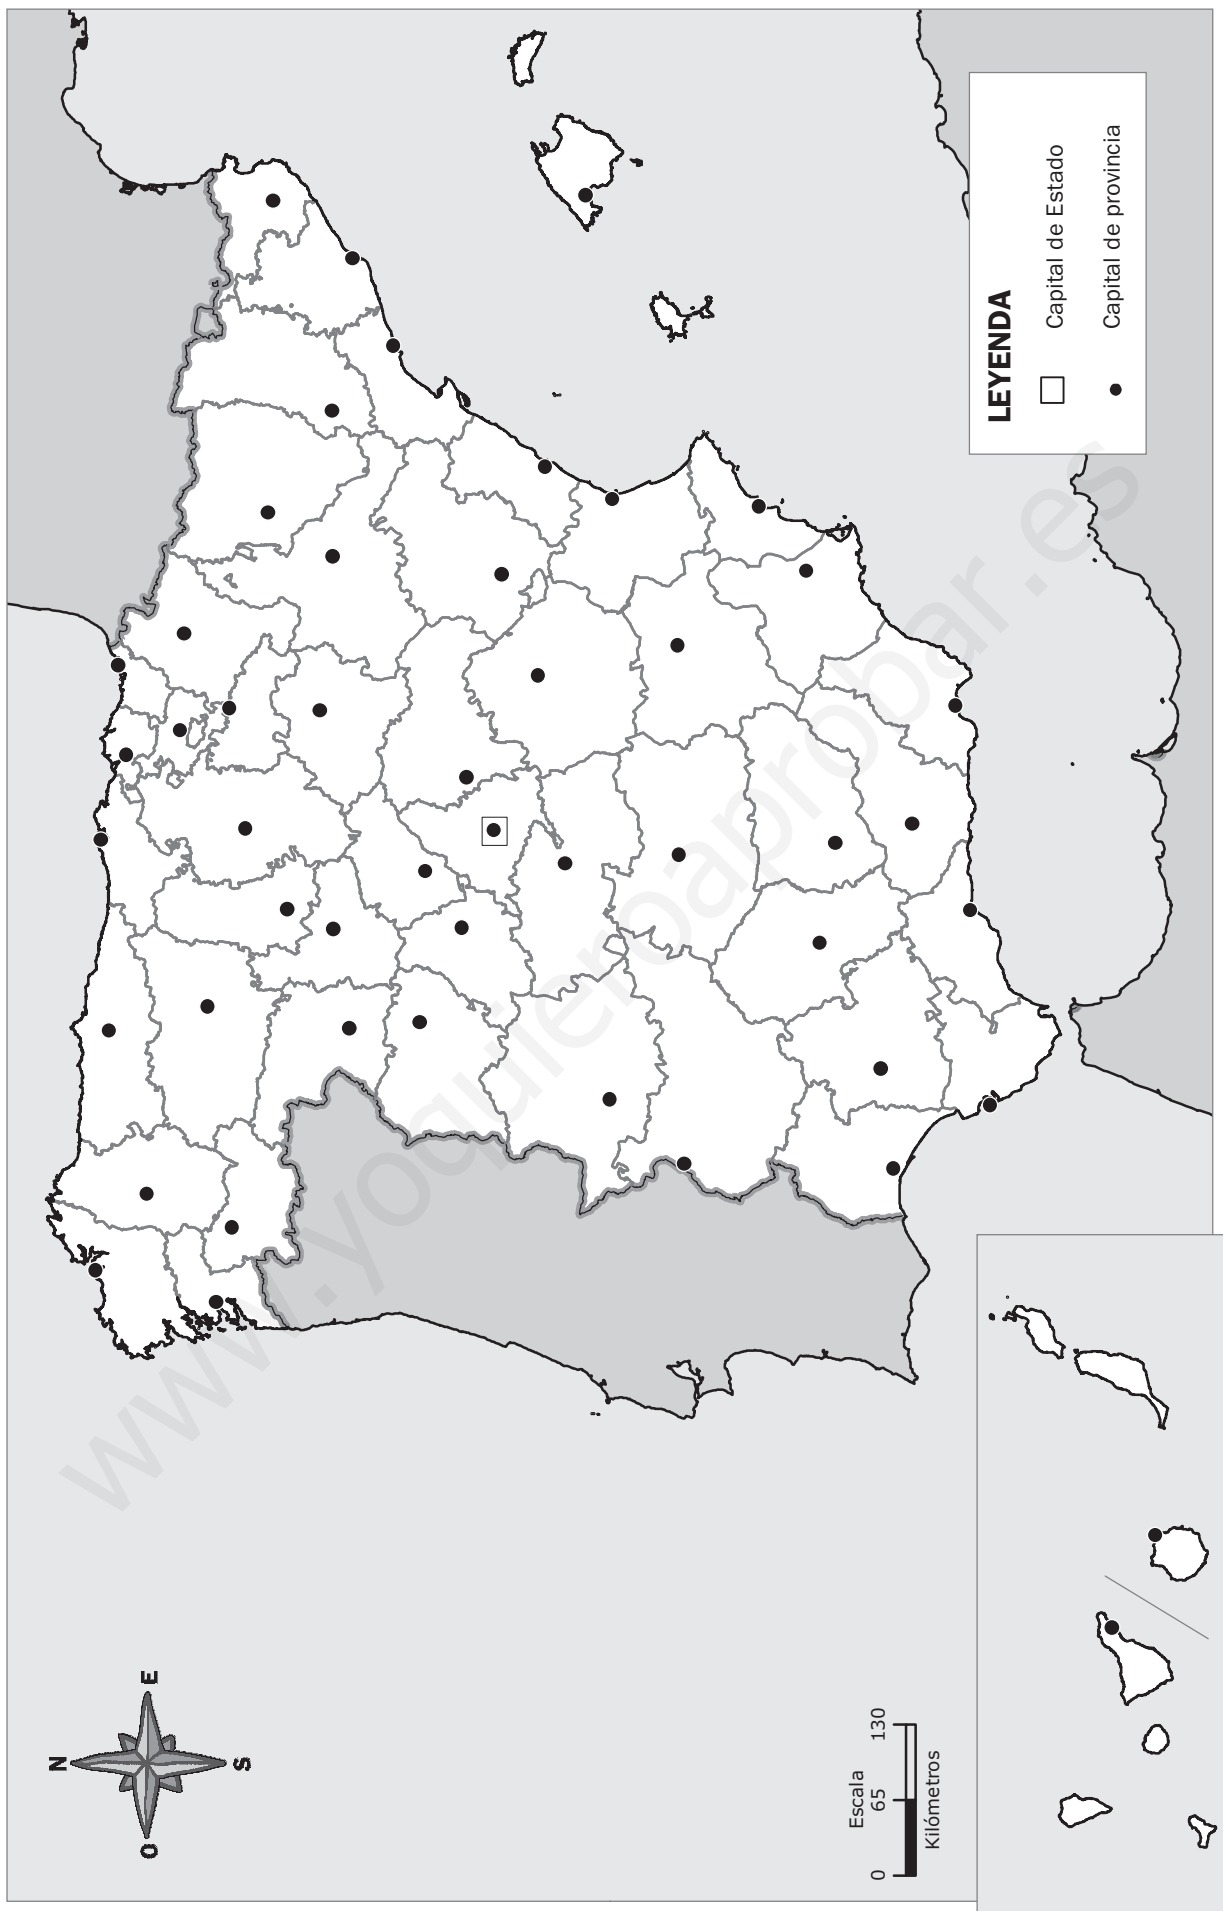 N
O
E
S
Escala
0 65 130
Kilómetros
LEYENDA
Capital de Estado
Capital de provincia
www.yoquieroaprobar.es